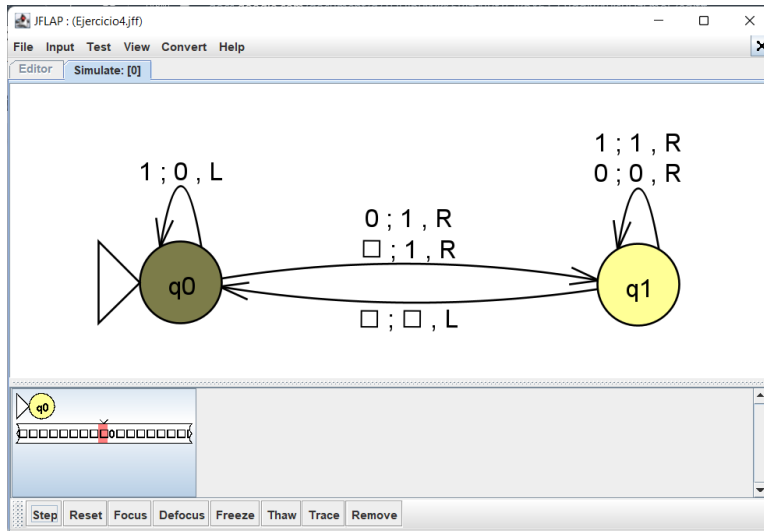 JFLAP : (Ejercicio4.jff)
File Input Test View Convert Help
Editor Simulate: [0]
1 ; 0 , L
0 ; 1 , R
□ ; 1 , R
□ ; □ , L
1 ; 1 , R
0 ; 0 , R
q0
q1
q0
□□□□□□□□□□0□□□□□□□□
Step Reset Focus Defocus Freeze Thaw Trace Remove